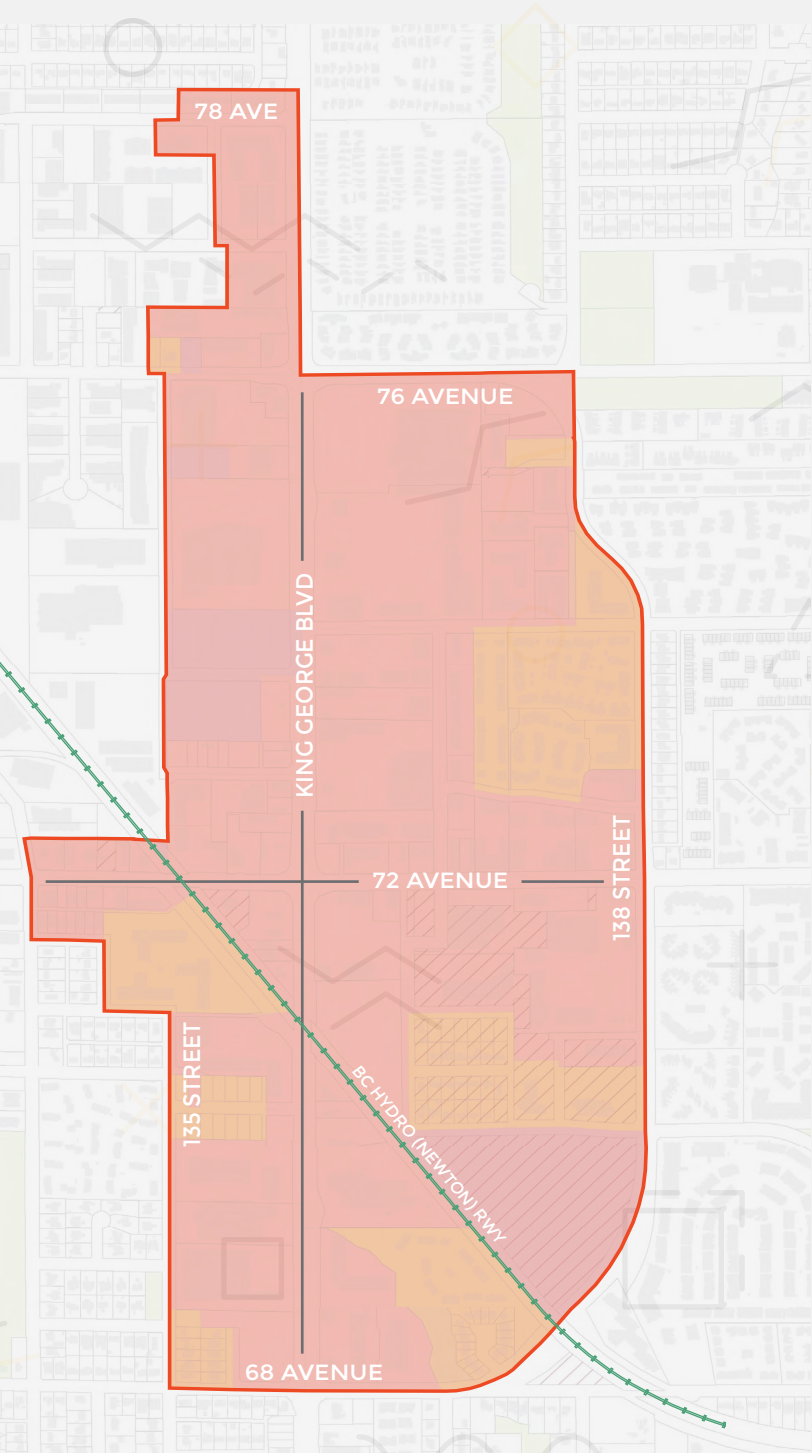 78 AVE
76 AVENUE
KING GEORGE BLVD
72 AVENUE
138 STREET
135 STREET
BC HYDRO (NEWTON) RWY
68 AVENUE